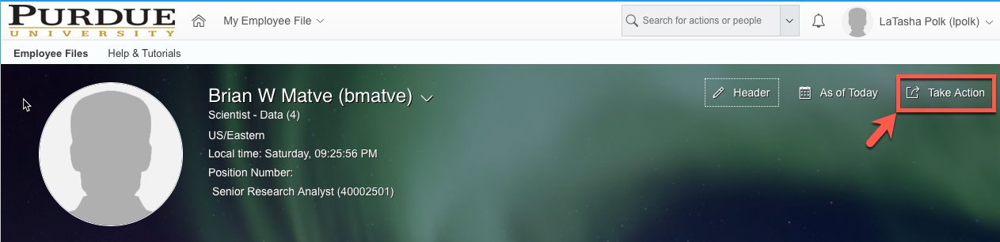 PURDUE
UNIVERSITY
My Employee File
Search for actions or people
LaTasha Polk (lpolk)
Employee Files Help & Tutorials
Brian W Matve (bmatve)
Scientist - Data (4)
US/Eastern
Local time: Saturday, 09:25:56 PM
Position Number:
Senior Research Analyst (40002501)
Header
As of Today
Take Action